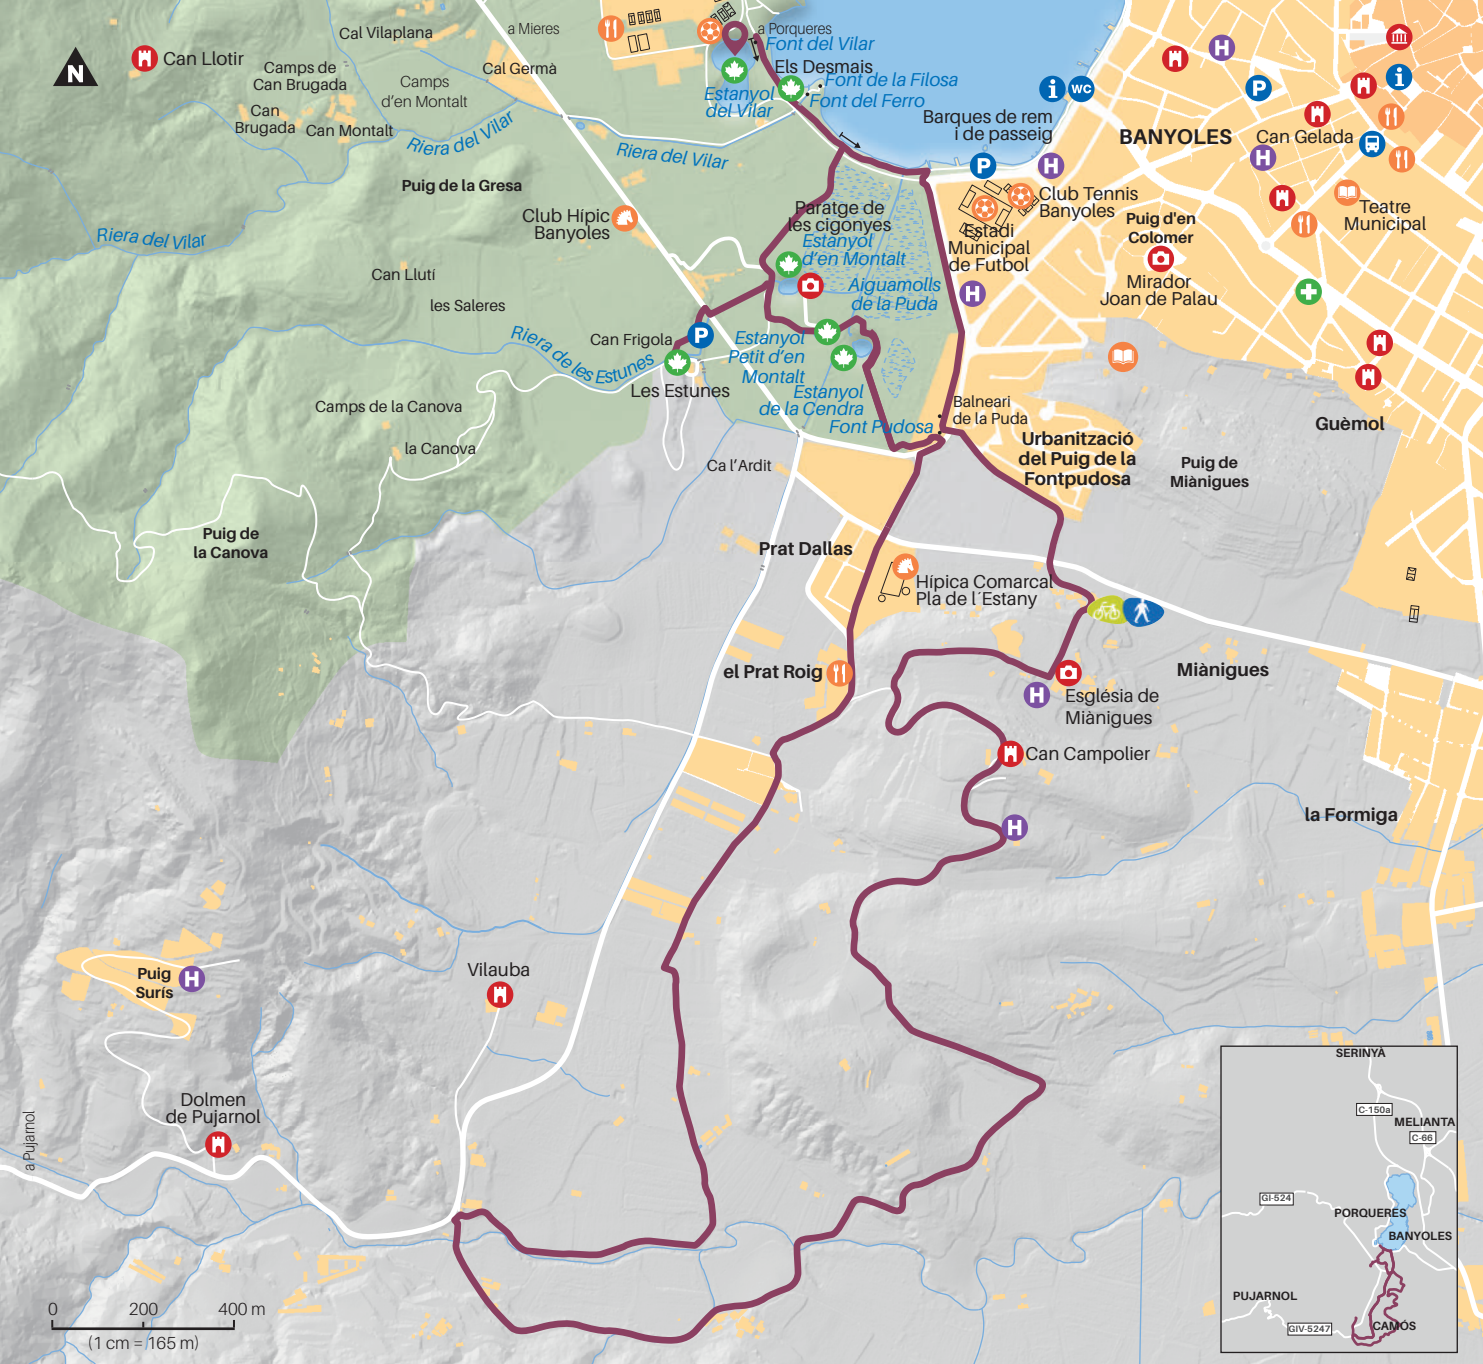 N
Can Llotir
Cal Vilaplana
Camps de
Can Brugada
Can
Brugada
Can Montalt
Camps
d'en Montalt
Cal Germà
a Mieres
a Porqueres
Font del Vilar
Els Desmais
Font de la Filosa
Font del Ferro
Estanyol
del Vilar
Riera del Vilar
Riera del Vilar
Riera del Vilar
Puig de la Gresa
Club Hípic
Banyoles
Can Llutí
les Saleres
Barques de rem
i de passeig
i
WC
P
H
BANYOLES
H
P
i
Can Gelada
H
Teatre
Municipal
Club Tennis
Banyoles
Estadi
Municipal
de Futbol
H
Puig d'en
Colomer
Mirador
Joan de Palau
Paratge de
les cigonyes
Estanyol
d'en Montalt
Aiguamolls
de la Puda
Can Frigola
P
Riera de les Estunes
Les Estunes
Estanyol
Petit d'en
Montalt
Estanyol
de la Cendra
Font Pudosa
Balneari
de la Puda
Urbanització
del Puig de la
Fontpudosa
Guèmol
Puig de
Miànigues
Camps de la Canova
la Canova
Ca l'Ardit
Puig de
la Canova
Prat Dallas
Hípica Comarcal
Pla de l´Estany
el Prat Roig
Miànigues
H
Església de
Miànigues
Can Campolier
H
la Formiga
Puig
Surís
H
Vilauba
Dolmen
de Pujarnol
a Pujarnol
0 200 400 m
(1 cm = 165 m)
SERINYÀ
C-150a
MELIANTA
C-66
GI-524
PORQUERES
BANYOLES
PUJARNOL
GIV-5247
CAMÓS